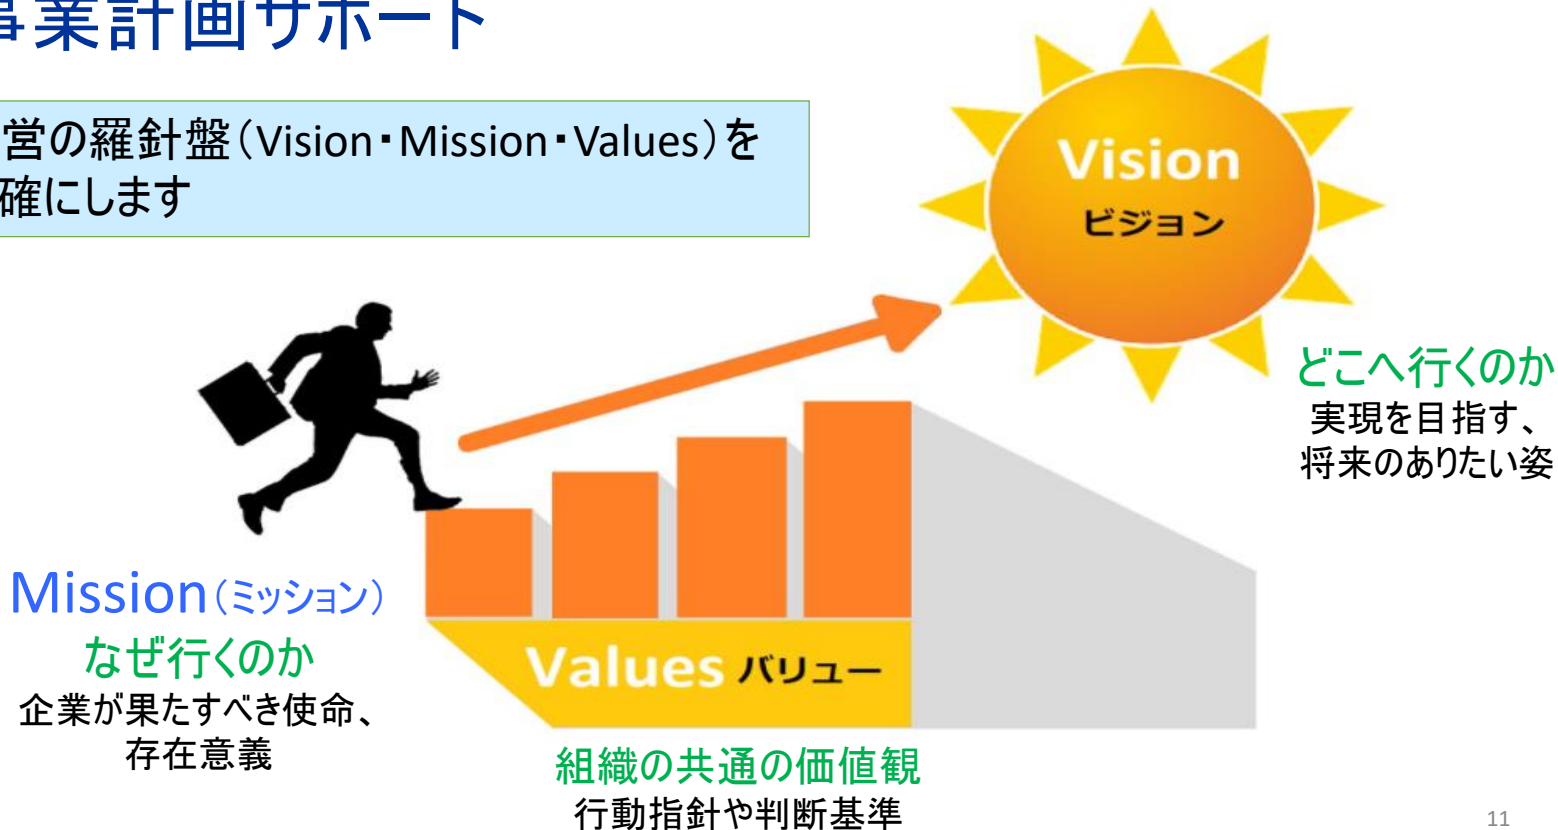 事業計画サポート
営の羅針盤（Vision・Mission・Values）を
確にします
Vision
ビジョン
どこへ行くのか
実現を目指す、
将来のありたい姿
Mission（ミッション）
なぜ行くのか
企業が果たすべき使命、
存在意義
Values バリュー
組織の共通の価値観
行動指針や判断基準
11